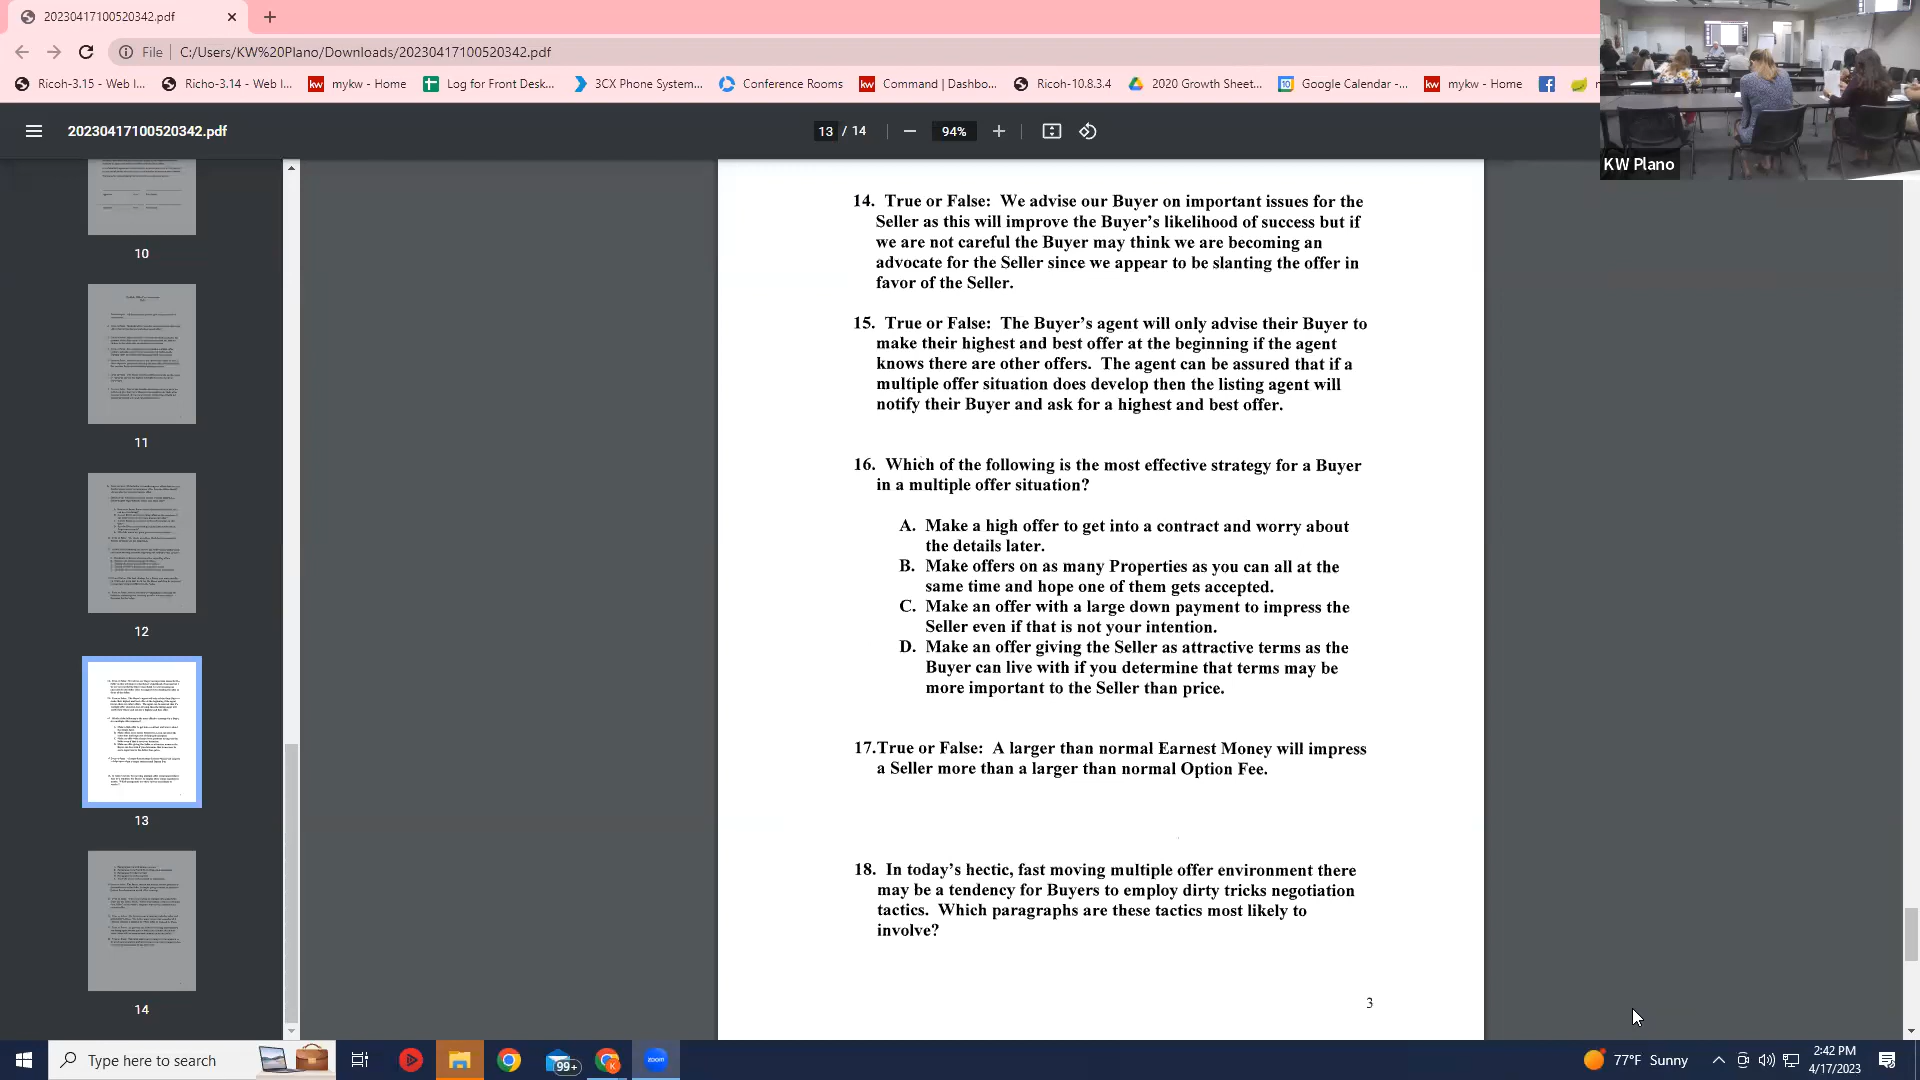 20230417100520342.pdf
File C:/Users/KW%20Plano/Downloads/20230417100520342.pdf
Ricoh-3.15 - Web I... Richo-3.14 - Web I... mykw - Home Log for Front Desk... 3CX Phone System... Conference Rooms Command | Dashbo... Ricoh-10.8.3.4 2020 Growth Sheet... Google Calendar -... mykw - Home
KW Plano
20230417100520342.pdf 13 / 14 94%
10
11
12
13
14
14. True or False: We advise our Buyer on important issues for the
Seller as this will improve the Buyer's likelihood of success but if
we are not careful the Buyer may think we are becoming an
advocate for the Seller since we appear to be slanting the offer in
favor of the Seller.
15. True or False: The Buyer's agent will only advise their Buyer to
make their highest and best offer at the beginning if the agent
knows there are other offers. The agent can be assured that if a
multiple offer situation does develop then the listing agent will
notify their Buyer and ask for a highest and best offer.
16. Which of the following is the most effective strategy for a Buyer
in a multiple offer situation?
A. Make a high offer to get into a contract and worry about
the details later.
B. Make offers on as many Properties as you can all at the
same time and hope one of them gets accepted.
C. Make an offer with a large down payment to impress the
Seller even if that is not your intention.
D. Make an offer giving the Seller as attractive terms as the
Buyer can live with if you determine that terms may be
more important to the Seller than price.
17.True or False: A larger than normal Earnest Money will impress
a Seller more than a larger than normal Option Fee.
18. In today's hectic, fast moving multiple offer environment there
may be a tendency for Buyers to employ dirty tricks negotiation
tactics. Which paragraphs are these tactics most likely to
involve?
3
Type here to search
99+
zoom
77°F Sunny
2:42 PM
4/17/2023